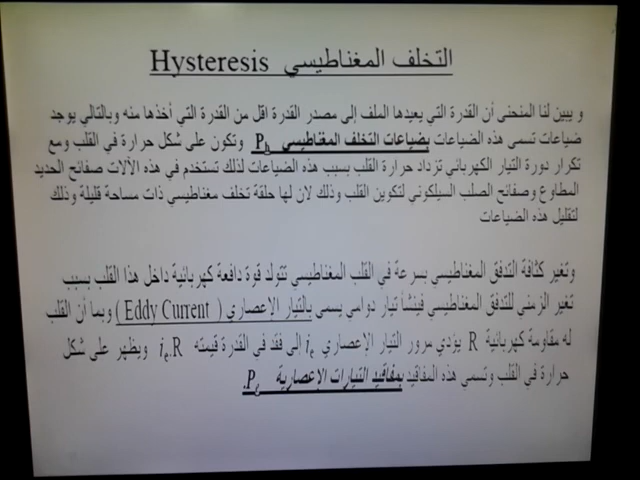 التخلف المغناطيسي Hysteresis
و يبين لنا المنحنى أن القدرة التي يعيدها الملف إلى مصدر القدرة اقل من القدرة التي أخذها منه وبالتالي يوجد
ضياعات تسمى هذه الضياعات بضياعات التخلف المقناطيسي Ph وتكون على شكل حرارة في القلب ومع
تكرار دورة التيار الكهربائي تزداد حرارة القلب بسبب هذه الضياعات لذلك تستخدم في هذه الآلات صفائح الحديد
المطاوع وصفائح الصلب السيلكوني لتكوين القلب وذلك لان لها حلقة تخلف مغناطيسي ذات مساحة قليلة وذلك
لتقليل هذه الضياعات
وتغير كثافة التدفق المغناطيسي بسرعة في القلب المغناطيسي تتولد قوة دافعة كهربائية داخل هذا القلب بسبب
تغير الزمني للتدفق المغناطيسي فينشأ تيار دوامي يسمى بالتيار الإعصاري ( Eddy Current ) وبما أن القلب
له مقاومة كهربائية R يؤدي مرور التيار الإعصاري ie إلى فقد في القدرة قيمته ie.R ويظهر على شكل
حرارة في القلب وتسمى هذه المفاقيد بمفاقيد التيارات الإعصارية Pe.